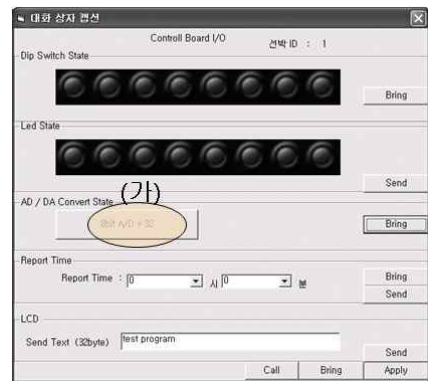 대화 상자 캡션
Controll Board I/O
선박 ID : 1
Dip Switch State
Bring
Led State
Send
(가)
AD / DA Convert State
A/D = 32
Bring
Report Time
Report Time : 0 시 0 분
Bring
Send
LCD
Send Text (32byte) test program
Send
Call Bring Apply